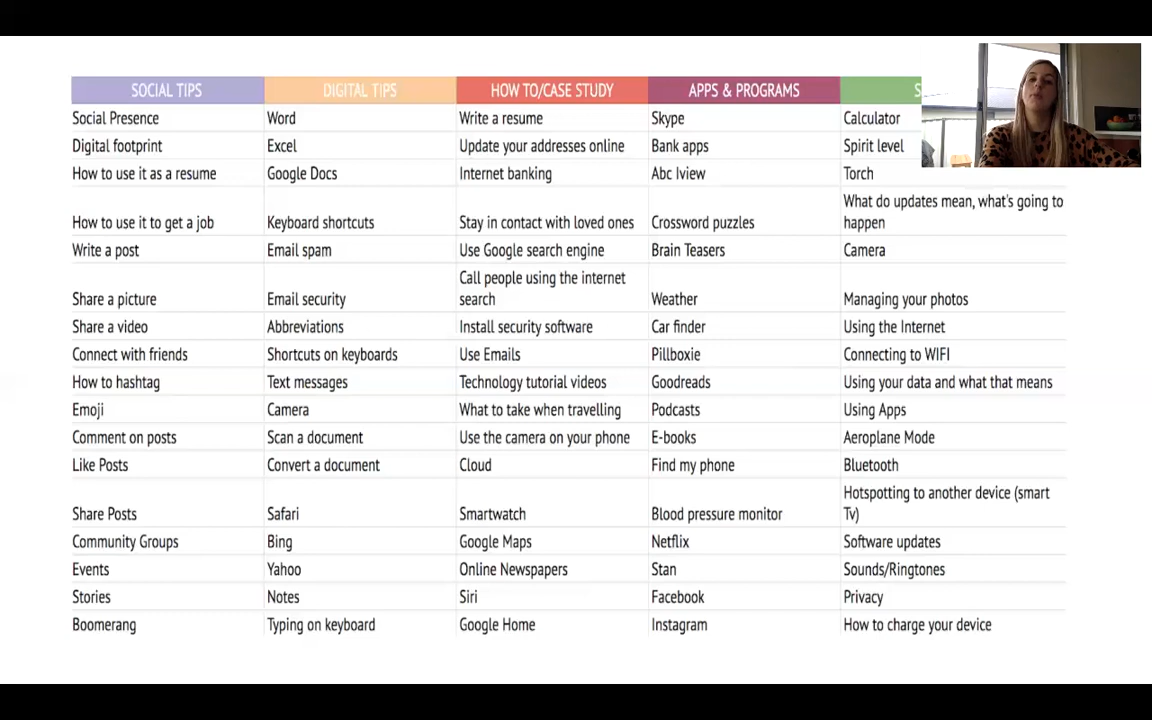 SOCIAL TIPS DIGITAL TIPS HOW TO/CASE STUDY APPS & PROGRAMS
Social Presence Word Write a resume Skype Calculator
Digital footprint Excel Update your addresses online Bank apps Spirit level
How to use it as a resume Google Docs Internet banking Abc Iview Torch
What do updates mean, what's going to
How to use it to get a job Keyboard shortcuts Stay in contact with loved ones Crossword puzzles happen
Write a post Email spam Use Google search engine Brain Teasers Camera
Call people using the internet
Share a picture Email security search Weather Managing your photos
Share a video Abbreviations Install security software Car finder Using the Internet
Connect with friends Shortcuts on keyboards Use Emails Pillboxie Connecting to WIFI
How to hashtag Text messages Technology tutorial videos Goodreads Using your data and what that means
Emoji Camera What to take when travelling Podcasts Using Apps
Comment on posts Scan a document Use the camera on your phone E-books Aeroplane Mode
Like Posts Convert a document Cloud Find my phone Bluetooth
Hotspotting to another device (smart
Share Posts Safari Smartwatch Blood pressure monitor Tv)
Community Groups Bing Google Maps Netflix Software updates
Events Yahoo Online Newspapers Stan Sounds/Ringtones
Stories Notes Siri Facebook Privacy
Boomerang Typing on keyboard Google Home Instagram How to charge your device